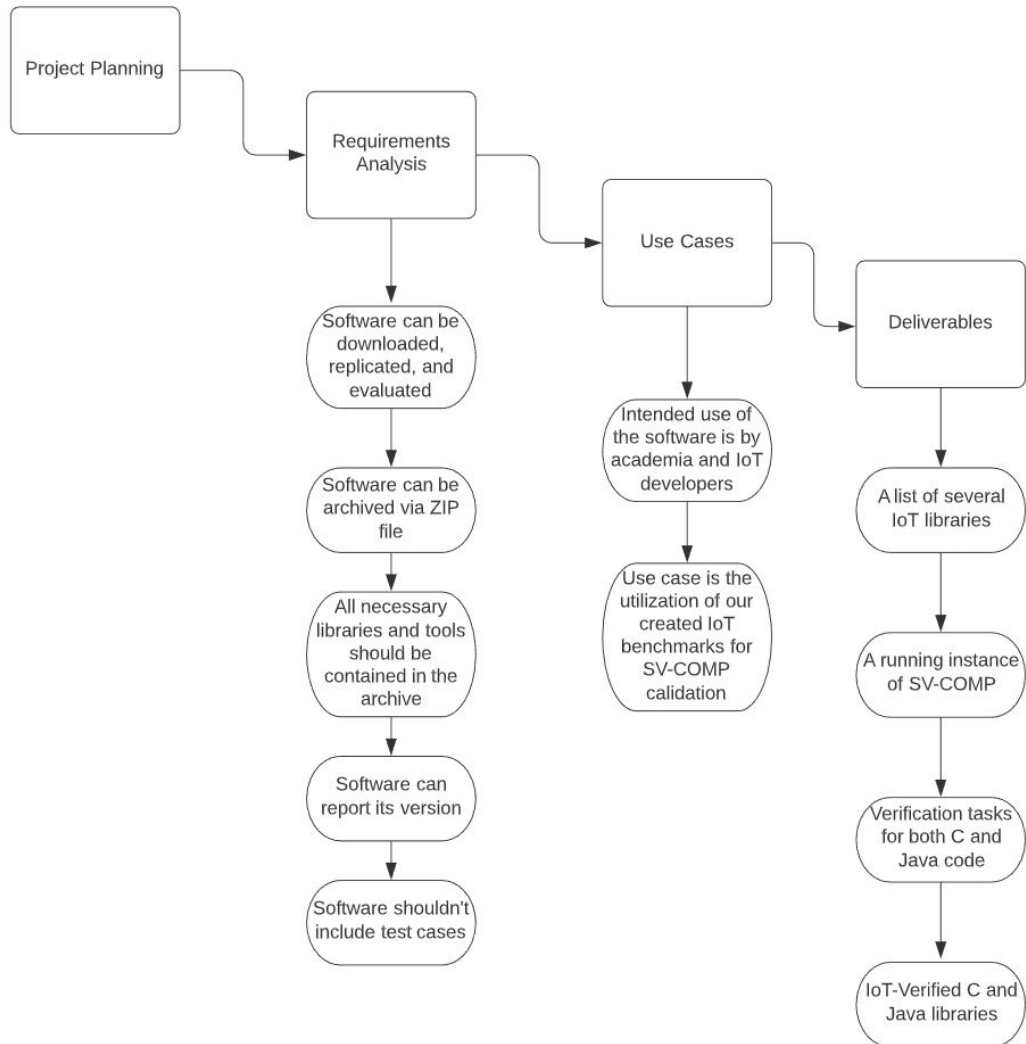 Project Planning
Requirements
Analysis
Software can be
downloaded,
replicated, and
evaluated
Software can be
archived via ZIP
file
All necessary
libraries and tools
should be
contained in the
archive
Software can
report its version
Software shouldn't
include test cases
Use Cases
Intended use of
the software is by
academia and IoT
developers
Use case is the
utilization of our
created IoT
benchmarks for
SV-COMP
calidation
Deliverables
A list of several
IoT libraries
A running instance
of SV-COMP
Verification tasks
for both C and
Java code
IoT-Verified C and
Java libraries